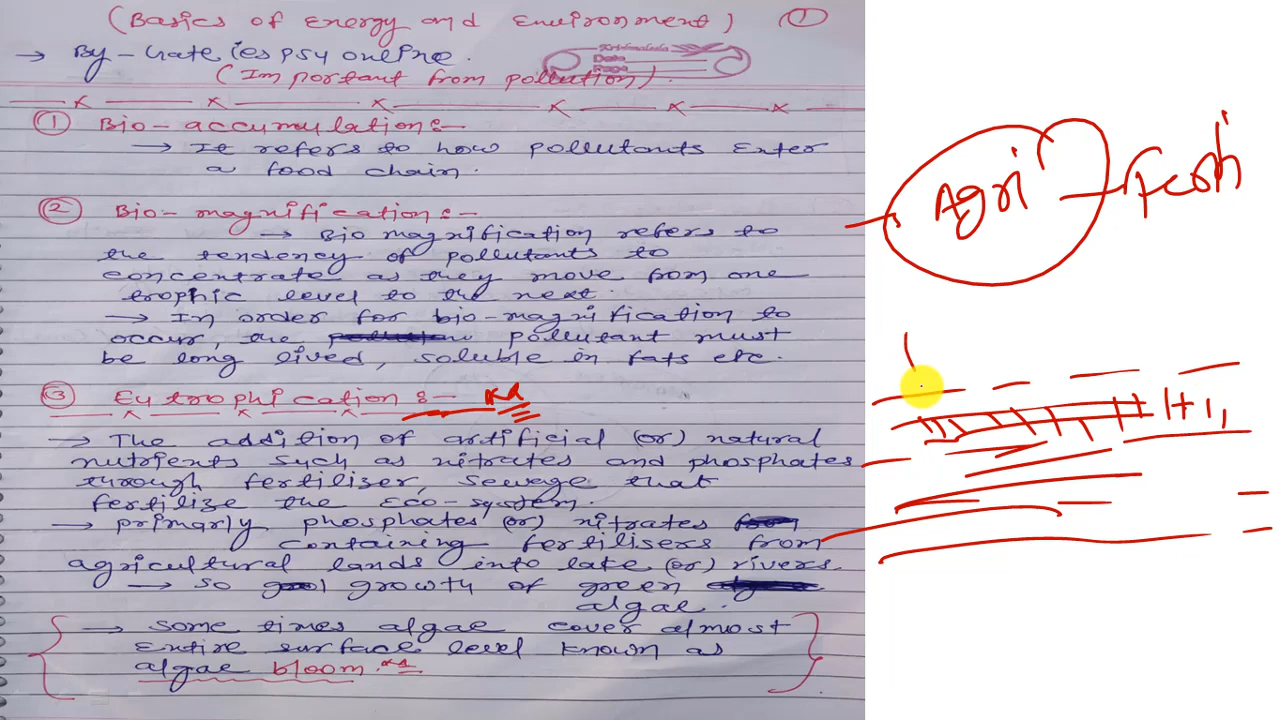 (Basics of Energy and Environment) 1
→ By - Gate ies psu online.
Krishnaleela
Date
Page
(Important from pollution).
① Bio-accumulation:-
→ It refers to how pollutants Enter
a food chain.
② Bio-magnification:-
→ Bio magnification refers to
the tendency of pollutants to
concentrate as they move from one
trophic level to the next.
→ In order for bio-magnification to
occur, the pollutant must
be long lived, soluble in fats etc.
③ Eutrophication:-
→ The addition of artificial (or) natural
nutrients such as nitrates and phosphates
through fertiliser, sewage that
fertilize the Eco-system.
→ primarly phosphates (or) nitrates
containing fertilisers from
agricultural lands into late (or) rivers.
→ so growth of green
algae.
→ some times algae cover almost
entire surface level known as
algae bloom.
Agri